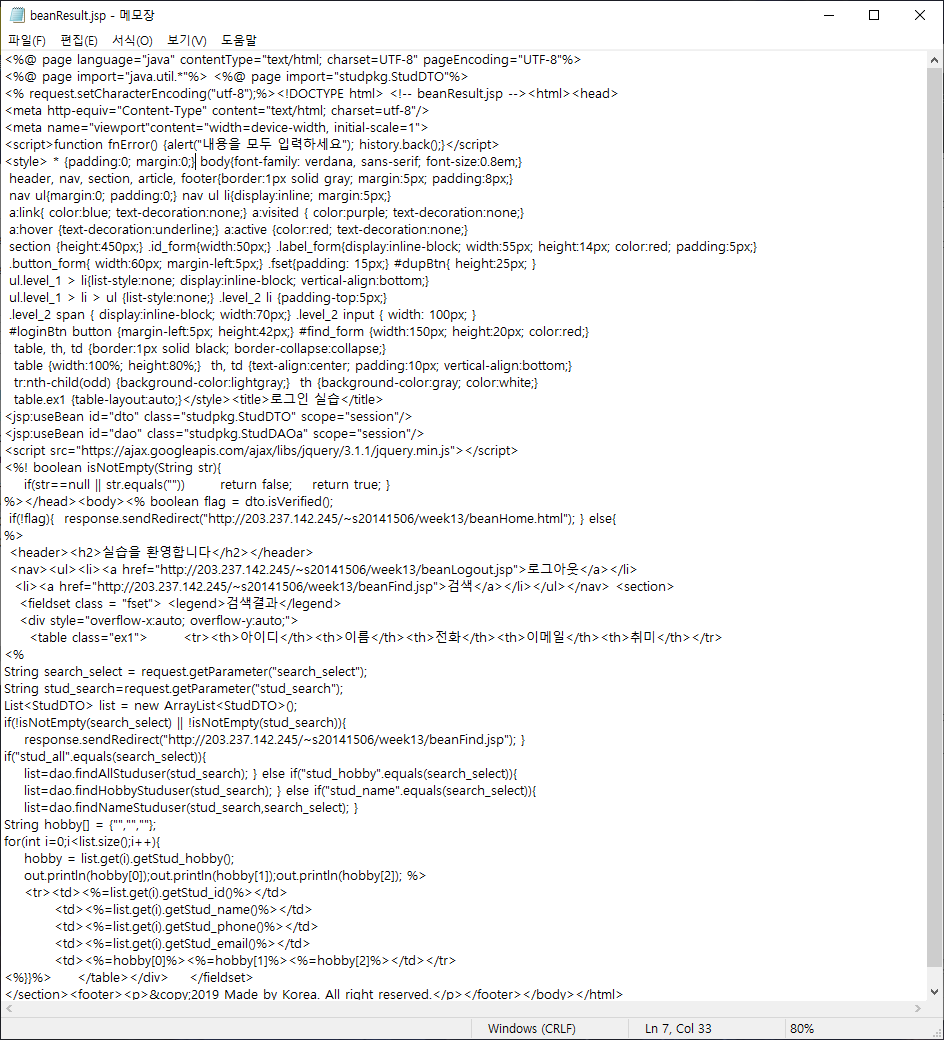 beanResult.jsp - 메모장
파일(F) 편집(E) 서식(O) 보기(V) 도움말
<%@ page language="java" contentType="text/html; charset=UTF-8" pageEncoding="UTF-8"%>
<%@ page import="java.util.*"%> <%@ page import="studpkg.StudDTO"%>
<% request.setCharacterEncoding("utf-8");%><!DOCTYPE html> <!-- beanResult.jsp --><html><head>
<meta http-equiv="Content-Type" content="text/html; charset=utf-8"/>
<meta name="viewport"content="width=device-width, initial-scale=1">
<script>function fnError() {alert("내용을 모두 입력하세요"); history.back();}</script>
<style> * {padding:0; margin:0;} body{font-family: verdana, sans-serif; font-size:0.8em;}
header, nav, section, article, footer{border:1px solid gray; margin:5px; padding:8px;}
nav ul{margin:0; padding:0;} nav ul li{display:inline; margin:5px;}
a:link{ color:blue; text-decoration:none;} a:visited { color:purple; text-decoration:none;}
a:hover {text-decoration:underline;} a:active {color:red; text-decoration:none;}
section {height:450px;} .id_form{width:50px;} .label_form{display:inline-block; width:55px; height:14px; color:red; padding:5px;}
.button_form{ width:60px; margin-left:5px;} .fset{padding: 15px;} #dupBtn{ height:25px; }
ul.level_1 > li{list-style:none; display:inline-block; vertical-align:bottom;}
ul.level_1 > li > ul {list-style:none;} .level_2 li {padding-top:5px;}
.level_2 span { display:inline-block; width:70px;} .level_2 input { width: 100px; }
#loginBtn button {margin-left:5px; height:42px;} #find_form {width:150px; height:20px; color:red;}
table, th, td {border:1px solid black; border-collapse:collapse;}
table {width:100%; height:80%;}  th, td {text-align:center; padding:10px; vertical-align:bottom;}
tr:nth-child(odd) {background-color:lightgray;}  th {background-color:gray; color:white;}
table.ex1 {table-layout:auto;}</style><title>로그인 실습</title>
<jsp:useBean id="dto" class="studpkg.StudDTO" scope="session"/>
<jsp:useBean id="dao" class="studpkg.StudDAOa" scope="session"/>
<script src="https://ajax.googleapis.com/ajax/libs/jquery/3.1.1/jquery.min.js"></script>
<%! boolean isNotEmpty(String str){
if(str==null || str.equals(""))        return false;     return true; }
%></head><body><% boolean flag = dto.isVerified();
if(!flag){  response.sendRedirect("http://203.237.142.245/~s20141506/week13/beanHome.html"); } else{
%>
<header><h2>실습을 환영합니다</h2></header>
<nav><ul><li><a href="http://203.237.142.245/~s20141506/week13/beanLogout.jsp">로그아웃</a></li>
<li><a href="http://203.237.142.245/~s20141506/week13/beanFind.jsp">검색</a></li></ul></nav> <section>
<fieldset class = "fset"> <legend>검색결과</legend>
<div style="overflow-x:auto; overflow-y:auto;">
<table class="ex1">        <tr><th>아이디</th><th>이름</th><th>전화</th><th>이메일</th><th>취미</th></tr>
<%
String search_select = request.getParameter("search_select");
String stud_search=request.getParameter("stud_search");
List<StudDTO> list = new ArrayList<StudDTO>();
if(!isNotEmpty(search_select) || !isNotEmpty(stud_search)){
response.sendRedirect("http://203.237.142.245/~s20141506/week13/beanFind.jsp"); }
if("stud_all".equals(search_select)){
list=dao.findAllStuduser(stud_search); } else if("stud_hobby".equals(search_select)){
list=dao.findHobbyStuduser(stud_search); } else if("stud_name".equals(search_select)){
list=dao.findNameStuduser(stud_search,search_select); }
String hobby[] = {"","",""};
for(int i=0;i<list.size();i++){
hobby = list.get(i).getStud_hobby();
out.println(hobby[0]);out.println(hobby[1]);out.println(hobby[2]); %>
<tr><td><%=list.get(i).getStud_id()%></td>
<td><%=list.get(i).getStud_name()%></td>
<td><%=list.get(i).getStud_phone()%></td>
<td><%=list.get(i).getStud_email()%></td>
<td><%=hobby[0]%><%=hobby[1]%><%=hobby[2]%></td></tr>
<%}}%>      </table></div>     </fieldset>
</section><footer><p>&copy;2019 Made by Korea. All right reserved.</p></footer></body></html>
Windows (CRLF) Ln 7, Col 33 80%